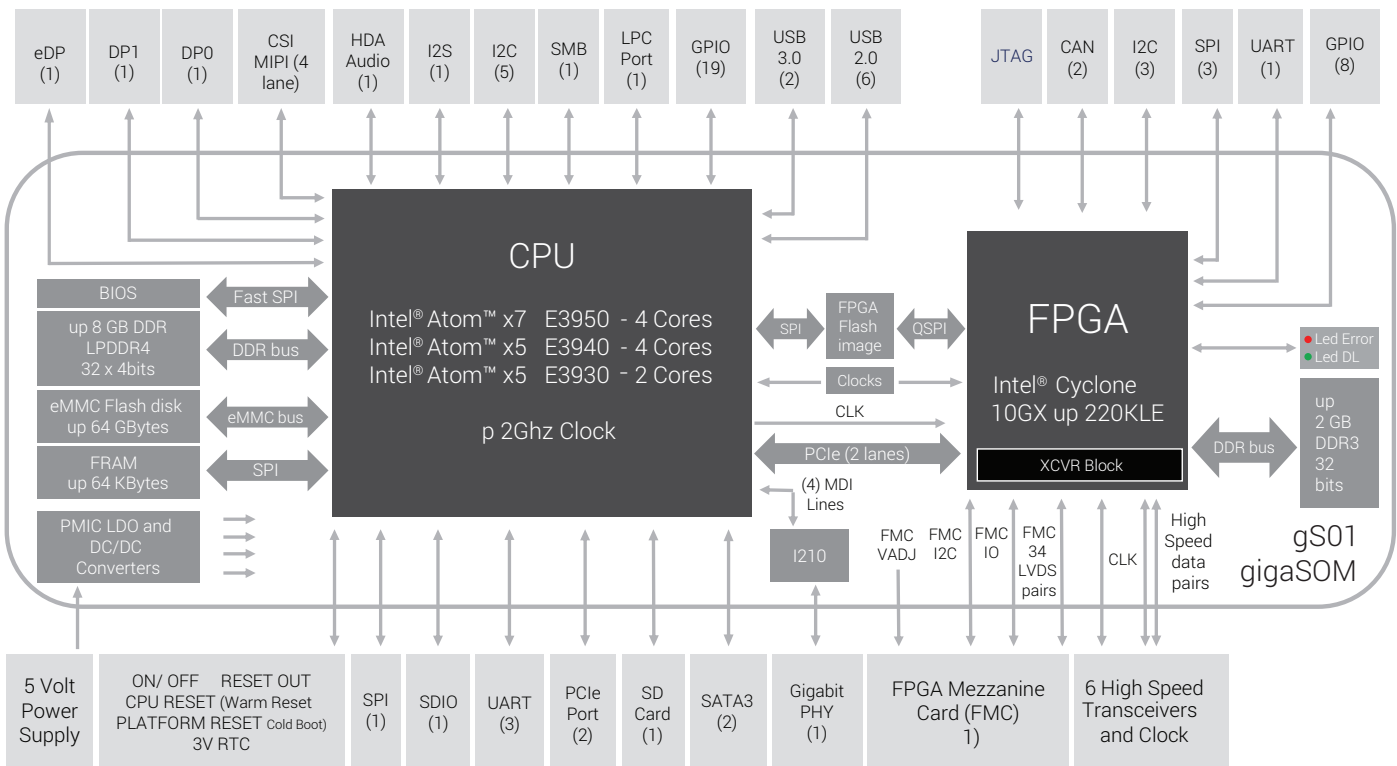 eDP
(1)
DP1
(1)
DP0
(1)
CSI
MIPI (4
lane)
HDA
Audio
(1)
I2S
(1)
I2C
(5)
SMB
(1)
LPC
Port
(1)
GPIO
(19)
USB
3.0
(2)
USB
2.0
(6)
JTAG
CAN
(2)
I2C
(3)
SPI
(3)
UART
(1)
GPIO
(8)
BIOS
Fast SPI
up 8 GB DDR
LPDDR4
32 x 4bits
DDR bus
eMMC Flash disk
up 64 GBytes
eMMC bus
FRAM
up 64 KBytes
SPI
PMIC LDO and
DC/DC
Converters
CPU
Intel® Atom™ x7 E3950 - 4 Cores
Intel® Atom™ x5 E3940 - 4 Cores
Intel® Atom™ x5 E3930 - 2 Cores
p 2Ghz Clock
SPI
FPGA
Flash
image
QSPI
Clocks
CLK
PCIe (2 lanes)
(4) MDI
Lines
I210
FPGA
Intel® Cyclone
10GX up 220KLE
XCVR Block
Led Error
Led DL
DDR bus
up
2 GB
DDR3
32
bits
FMC
VADJ
FMC
I2C
FMC
IO
FMC
34
LVDS
pairs
CLK
High
Speed
data
pairs
gS01
gigaSOM
5 Volt
Power
Supply
ON/ OFF RESET OUT
CPU RESET (Warm Reset
PLATFORM RESET Cold Boot)
3V RTC
SPI
(1)
SDIO
(1)
UART
(3)
PCIe
Port
(2)
SD
Card
(1)
SATA3
(2)
Gigabit
PHY
(1)
FPGA Mezzanine
Card (FMC)
1)
6 High Speed
Transceivers
and Clock